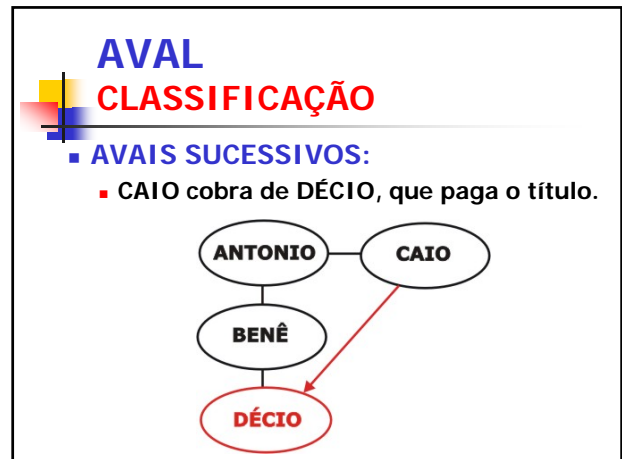 AVAL
CLASSIFICAÇÃO
AVAIS SUCESSIVOS:
CAIO cobra de DÉCIO, que paga o título.
ANTONIO CAIO
BENÊ
DÉCIO